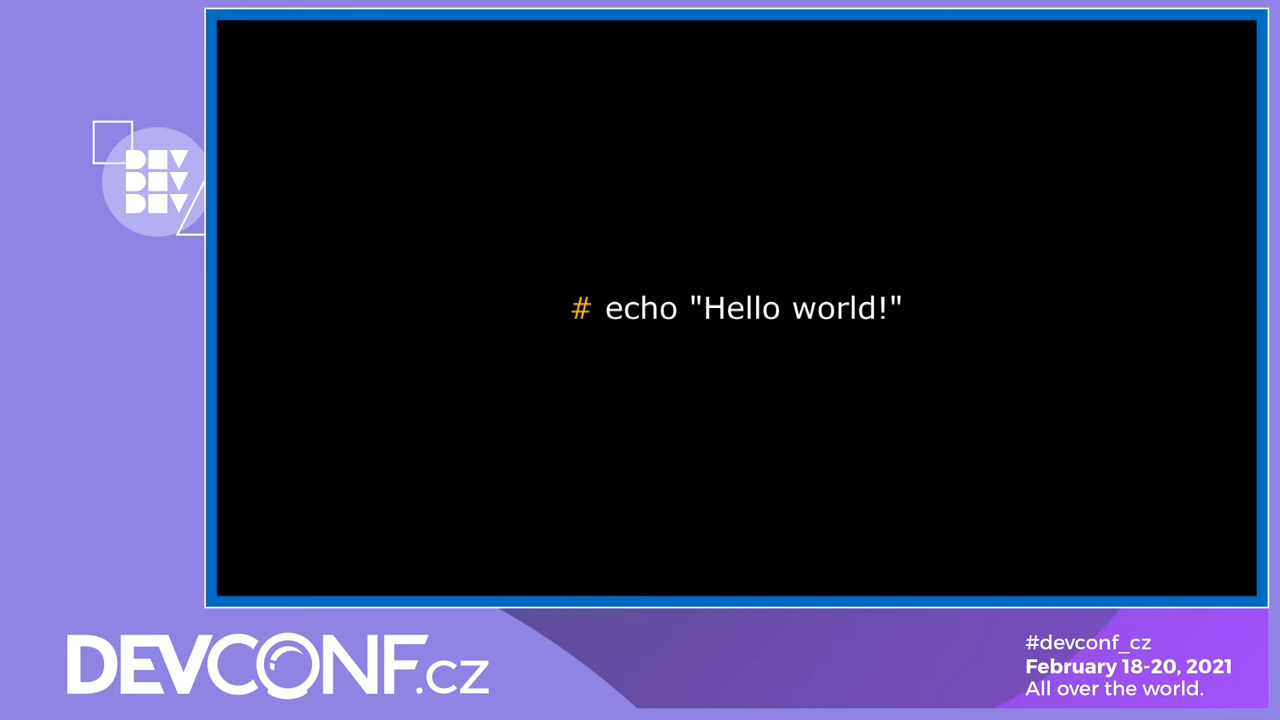 DEV
DEV
DEV
# echo "Hello world!"
DEVCONF.cz
#devconf_cz
February 18-20, 2021
All over the world.